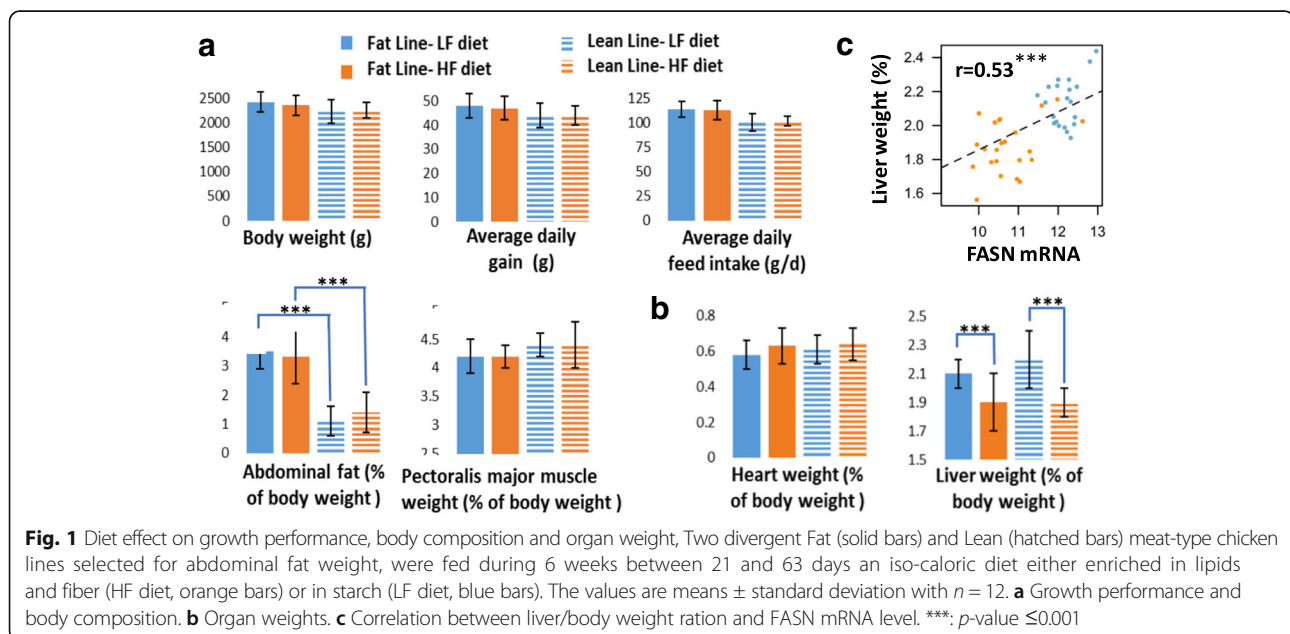 a
Fat Line- LF diet
Lean Line- LF diet
Fat Line- HF diet
Lean Line- HF diet
2500
2000
1500
1000
500
0
Body weight (g)
50
40
30
20
10
0
Average daily
gain (g)
125
100
75
50
25
0
Average daily
feed intake (g/d)
c
r=0.53***
Liver weight (%)
2.4
2.2
2.0
1.8
1.6
10 11 12 13
FASN mRNA
***
***
4
3
2
1
0
Abdominal fat (%
of body weight )
4.5
4
3.5
3
2.5
Pectoralis major muscle
weight (% of body weight )
b
0.8
0.6
0.4
0.2
0
Heart weight (%
of body weight )
***
***
2.5
2.3
2.1
1.9
1.7
1.5
Liver weight (% of
body weight )
Fig. 1 Diet effect on growth performance, body composition and organ weight, Two divergent Fat (solid bars) and Lean (hatched bars) meat-type chicken
lines selected for abdominal fat weight, were fed during 6 weeks between 21 and 63 days an iso-caloric diet either enriched in lipids
and fiber (HF diet, orange bars) or in starch (LF diet, blue bars). The values are means ± standard deviation with n = 12. a Growth performance and
body composition. b Organ weights. c Correlation between liver/body weight ration and FASN mRNA level. ***: p-value ≤0.001